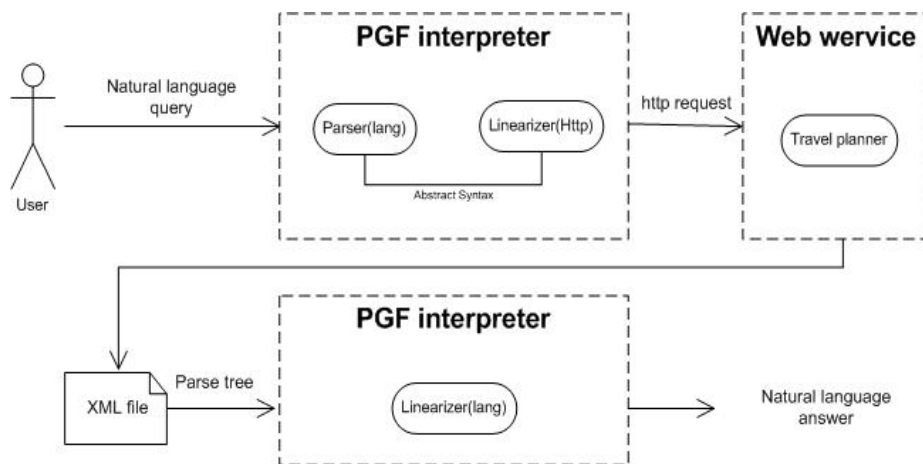 PGF interpreter
Web wervice
Natural language
query
http request
Parser(lang)
Linearizer(Http)
Travel planner
Abstract Syntax
User
PGF interpreter
Parse tree
XML file
Linearizer(lang)
Natural language
answer